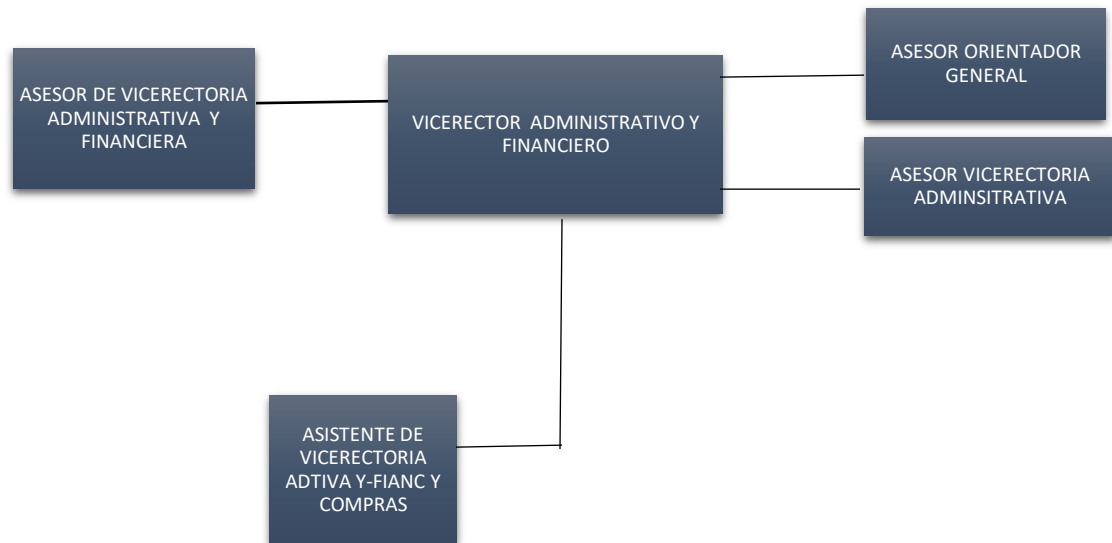 ASESOR DE VICERECTORIA
ADMINISTRATIVA Y
FINANCIERA
VICERECTOR ADMINISTRATIVO Y
FINANCIERO
ASESOR ORIENTADOR
GENERAL
ASESOR VICERECTORIA
ADMINSITRATIVA
ASISTENTE DE
VICERECTORIA
ADTIVA Y-FIANC Y
COMPRAS